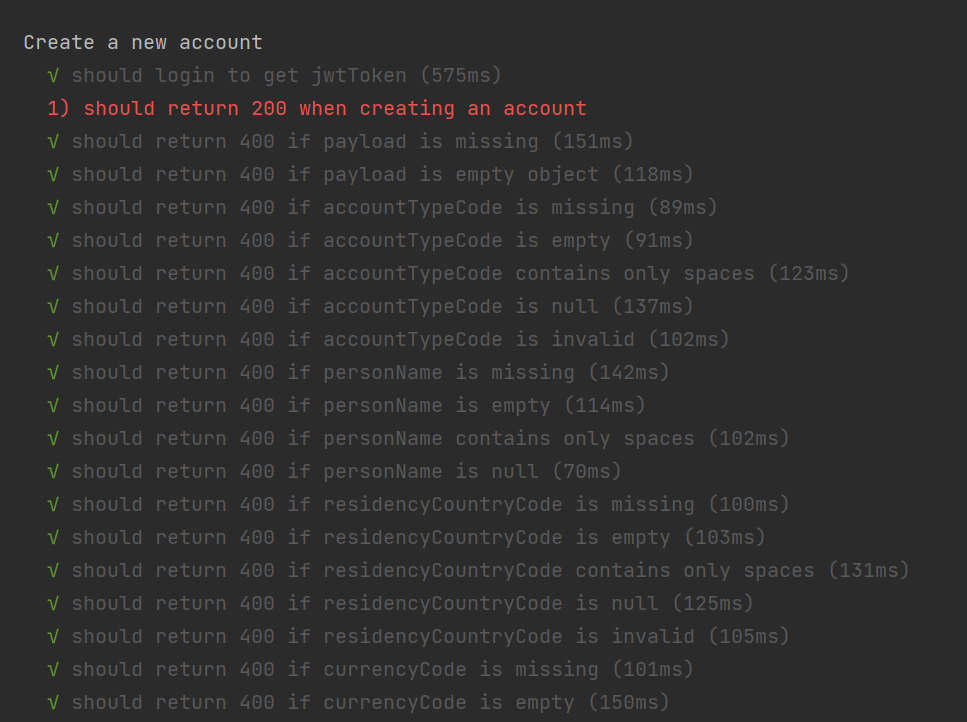 Create a new account
√ should login to get jwtToken (575ms)
1) should return 200 when creating an account
√ should return 400 if payload is missing (151ms)
√ should return 400 if payload is empty object (118ms)
√ should return 400 if accountTypeCode is missing (89ms)
√ should return 400 if accountTypeCode is empty (91ms)
√ should return 400 if accountTypeCode contains only spaces (123ms)
√ should return 400 if accountTypeCode is null (137ms)
√ should return 400 if accountTypeCode is invalid (102ms)
√ should return 400 if personName is missing (142ms)
√ should return 400 if personName is empty (114ms)
√ should return 400 if personName contains only spaces (102ms)
√ should return 400 if personName is null (70ms)
√ should return 400 if residencyCountryCode is missing (100ms)
√ should return 400 if residencyCountryCode is empty (103ms)
√ should return 400 if residencyCountryCode contains only spaces (131ms)
√ should return 400 if residencyCountryCode is null (125ms)
√ should return 400 if residencyCountryCode is invalid (105ms)
√ should return 400 if currencyCode is missing (101ms)
√ should return 400 if currencyCode is empty (150ms)